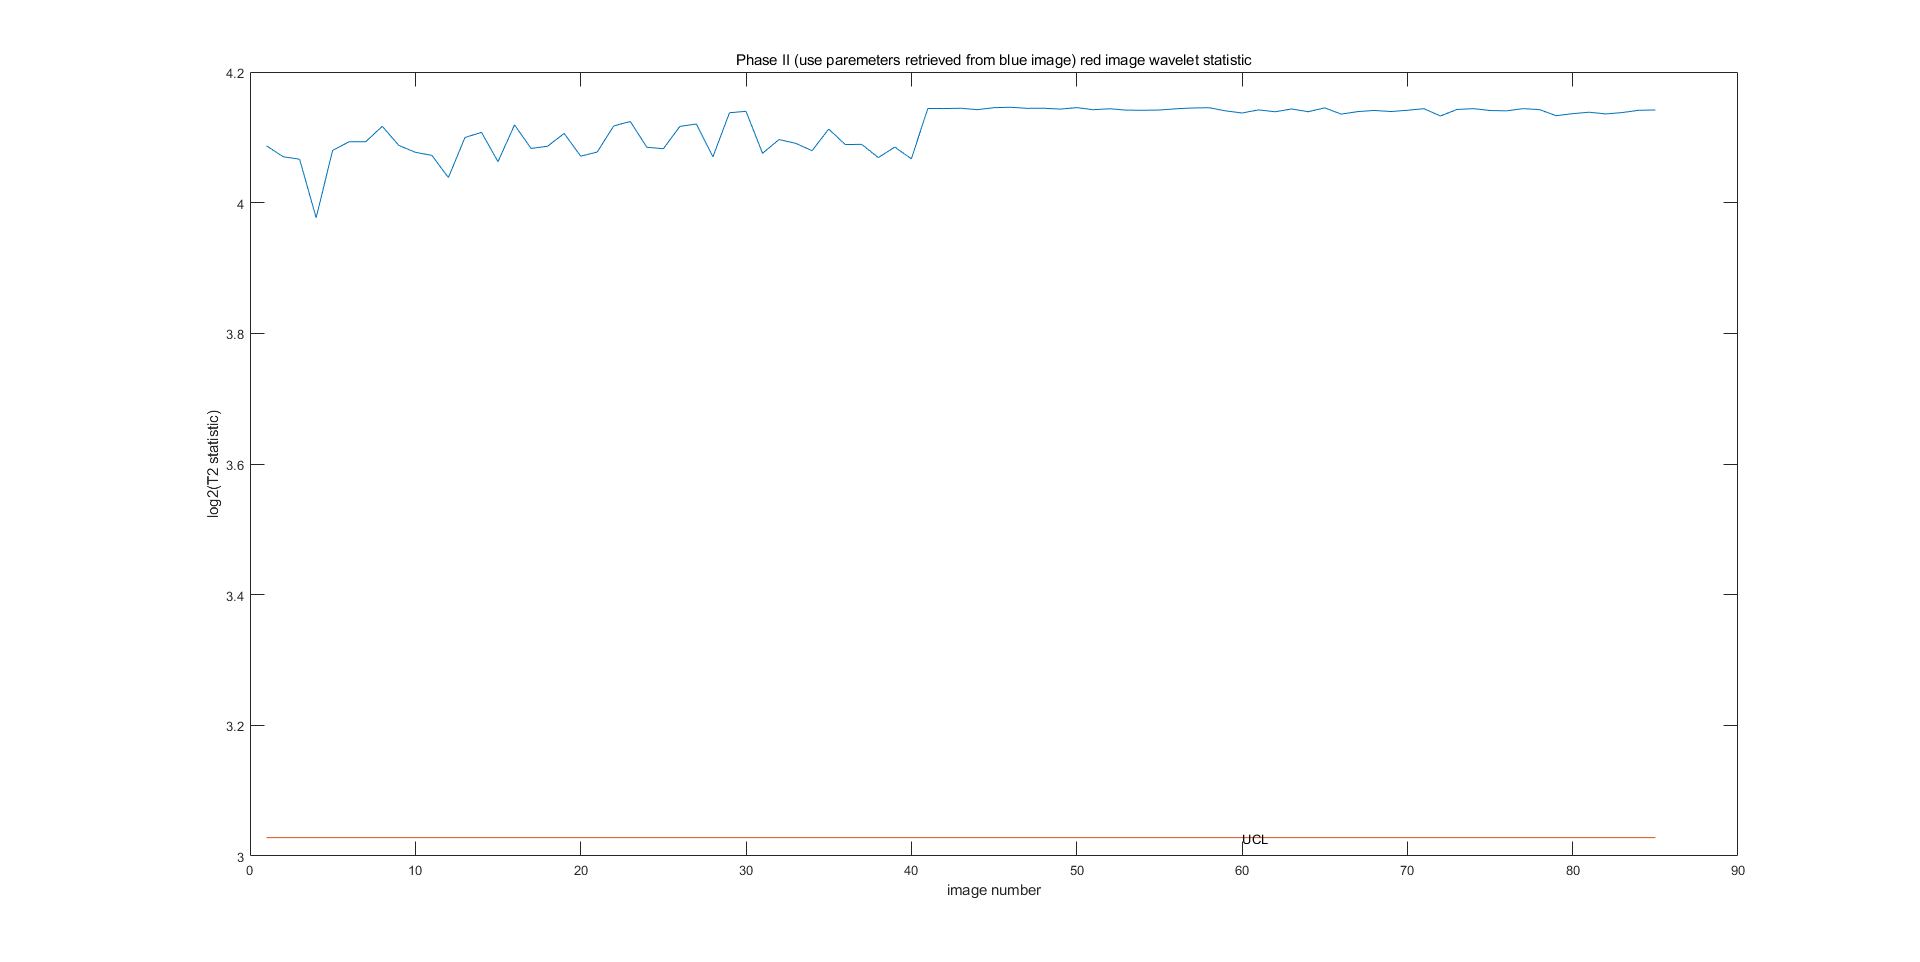 Phase II (use paremeters retrieved from blue image) red image wavelet statistic
4.2
4
3.8
3.6
3.4
3.2
3
log2(T2 statistic)
UCL
0 10 20 30 40 50 60 70 80 90
image number